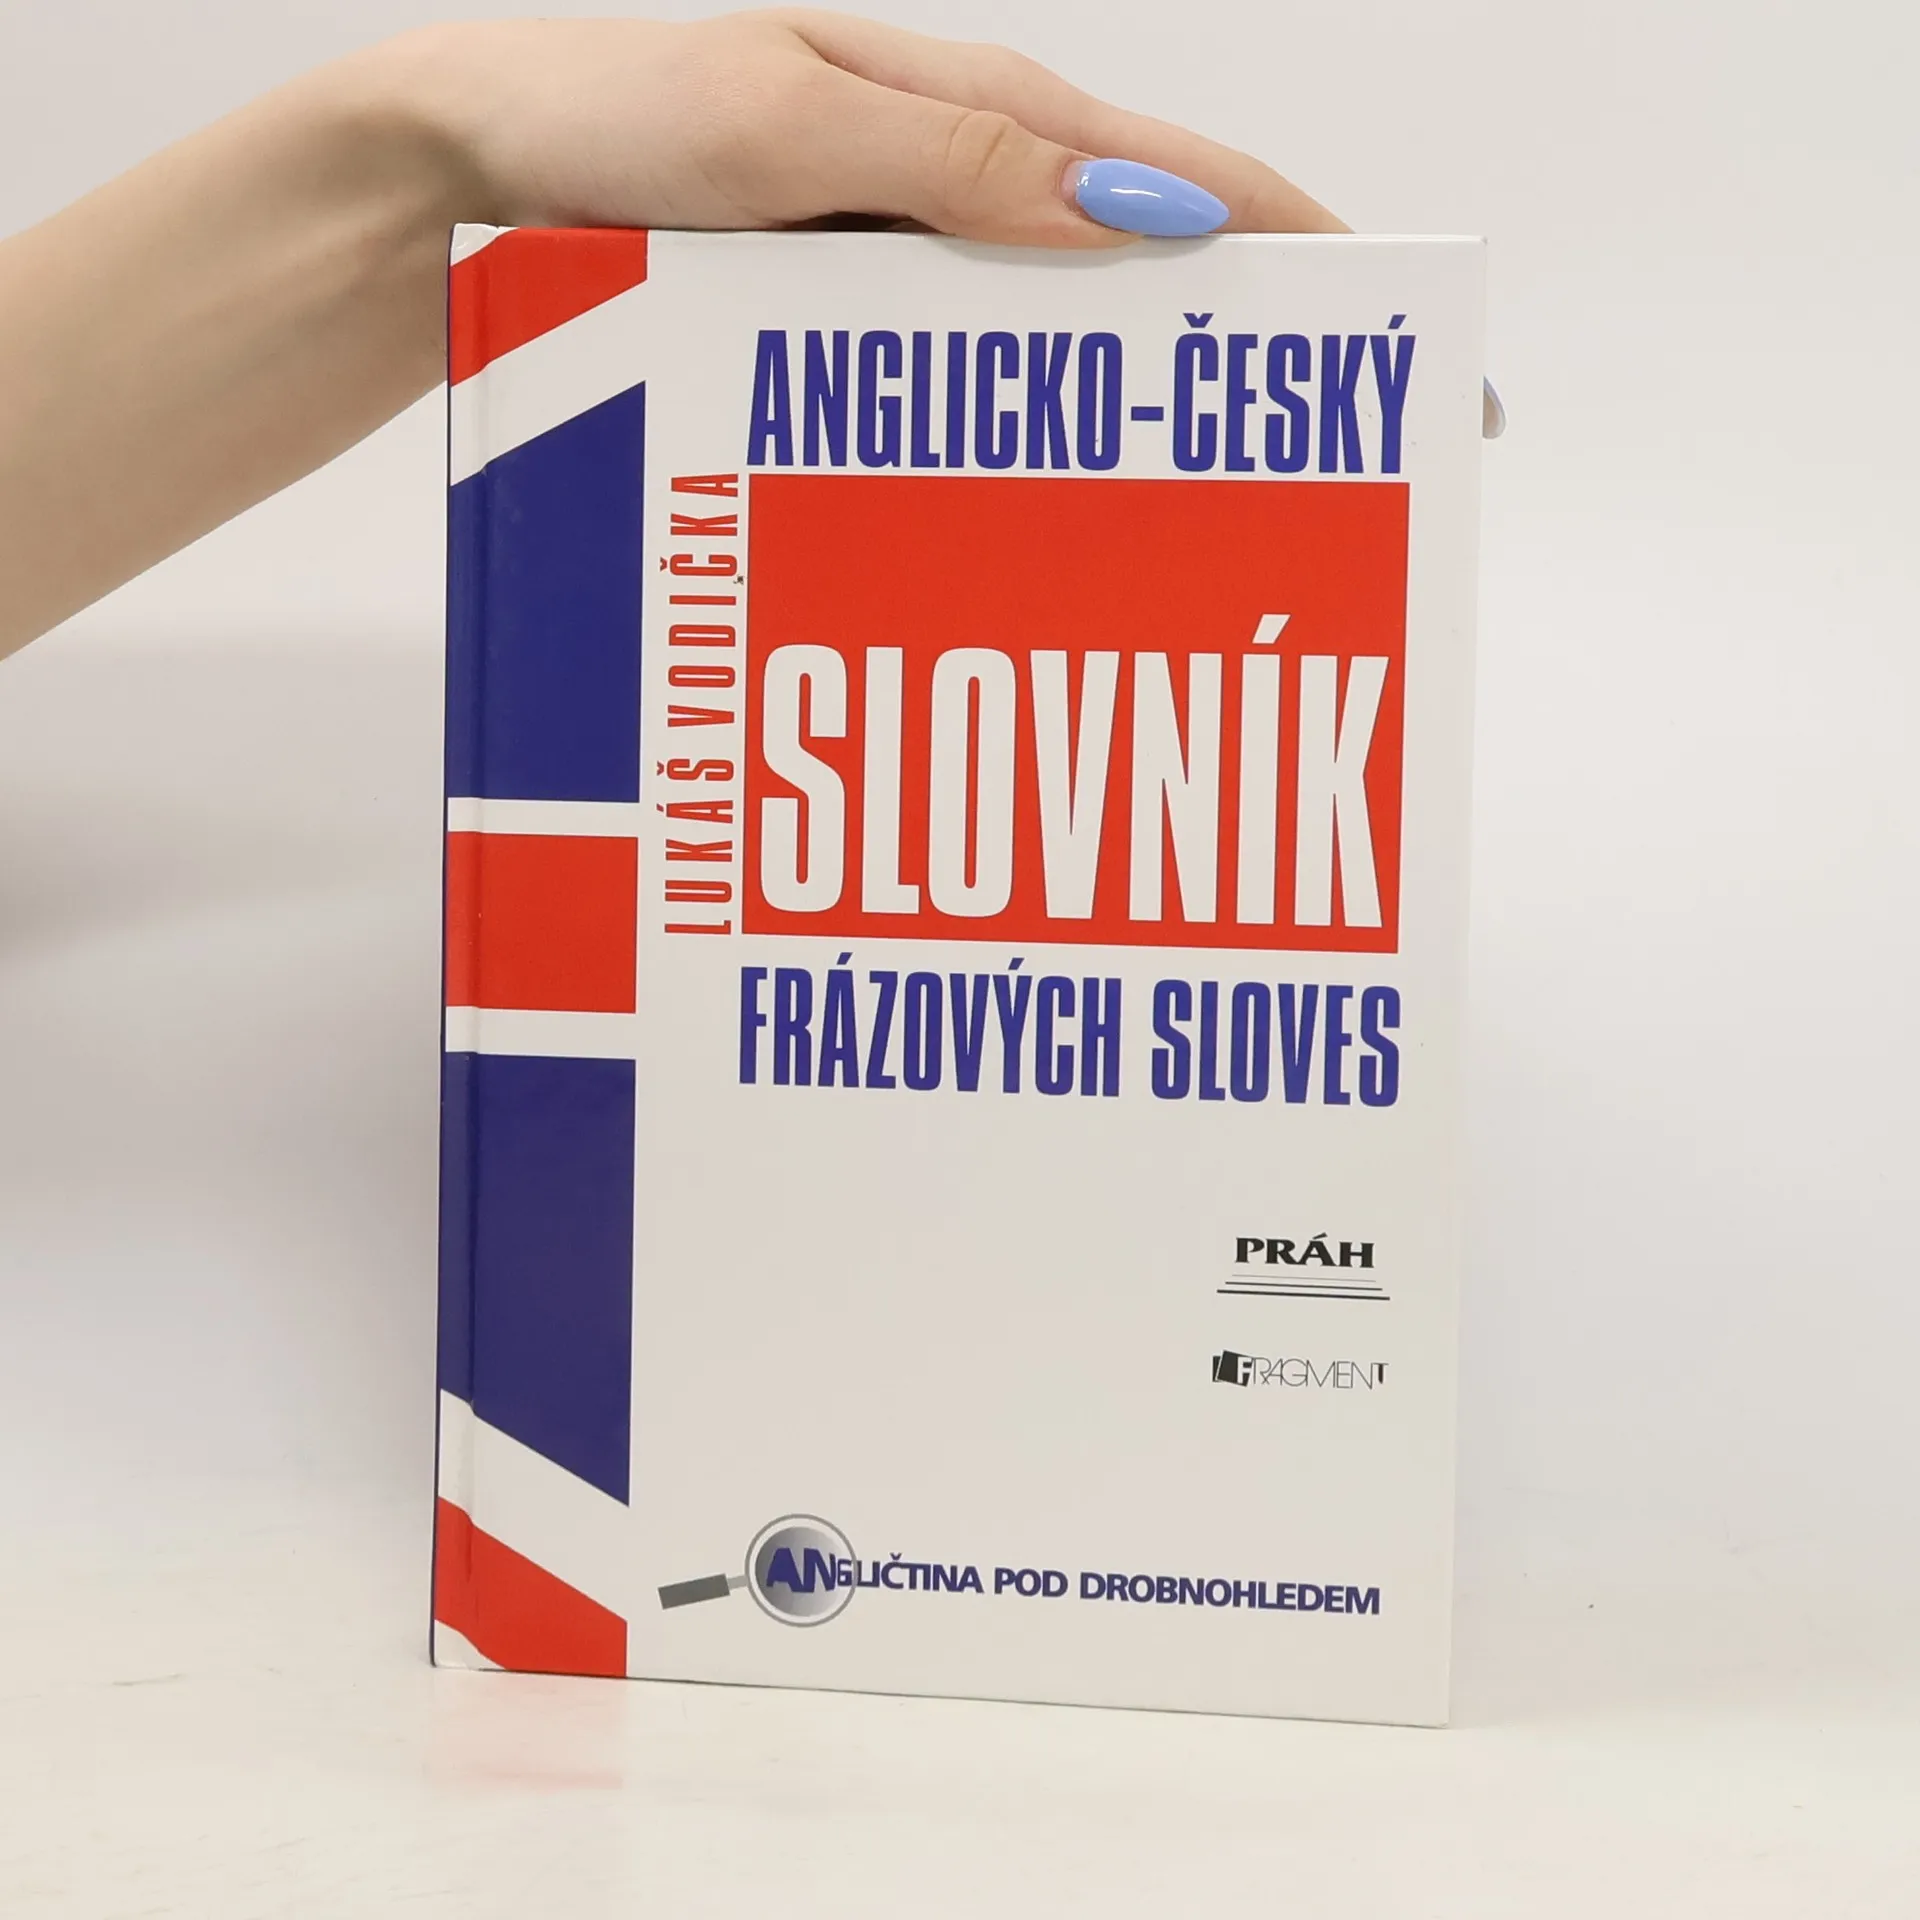 ANGLICKO-ČESKÝ
LUKÁŠ VODIČKA
SLOVNÍK
FRÁZOVÝCH SLOVES
PRÁH
FRAGMENT
ANGLIČTINA POD DROBNOHLEDEM